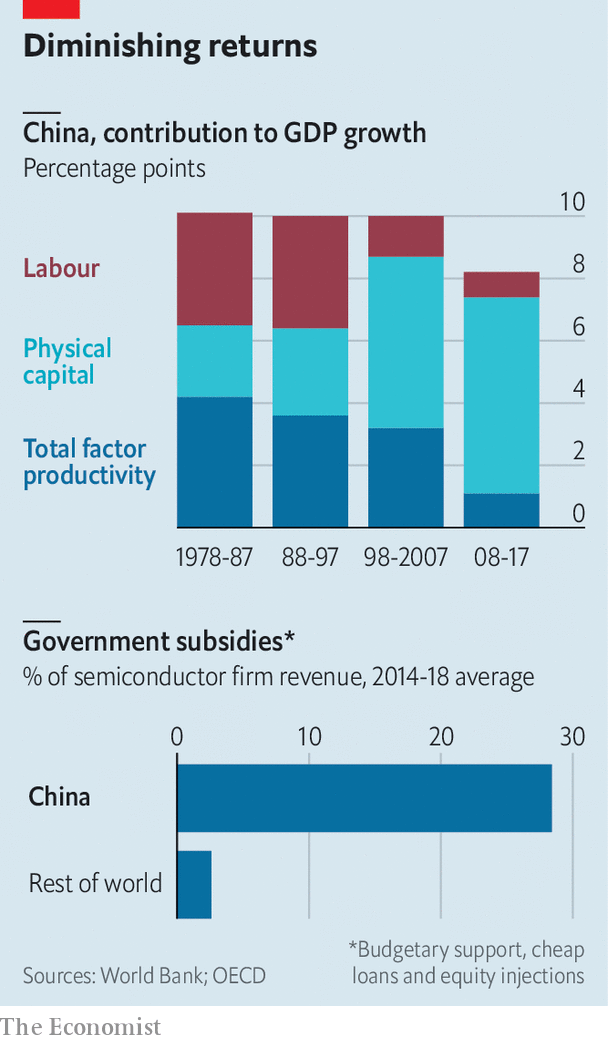 Diminishing returns
China, contribution to GDP growth
Percentage points
10
Labour
8
Physical
capital
6
4
Total factor
productivity
2
0
1978-87 88-97 98-2007 08-17
Government subsidies*
% of semiconductor firm revenue, 2014-18 average
0 10 20 30
China
Rest of world
*Budgetary support, cheap
loans and equity injections
Sources: World Bank; OECD
The Economist